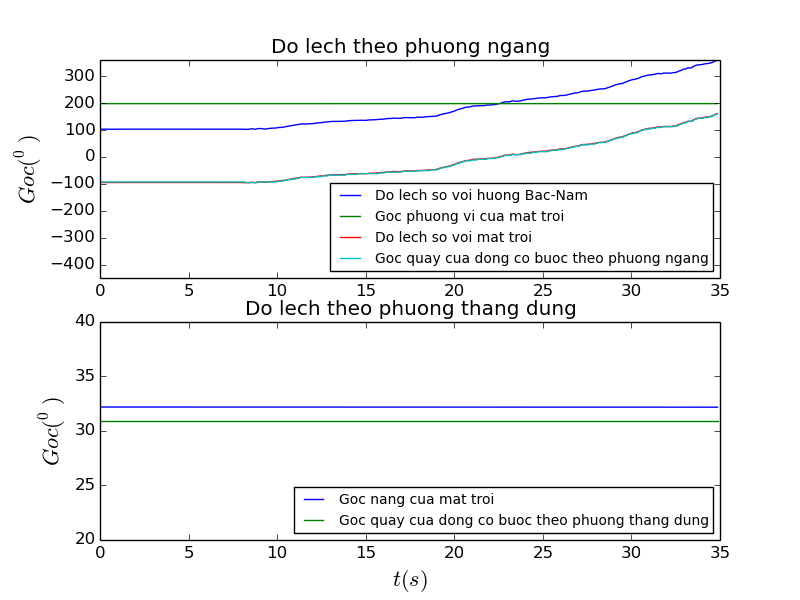 Do lech theo phuong ngang
300
200
100
0
−100
−200
−300
−400
Goc(⁰)
Do lech so voi huong Bac-Nam
Goc phuong vi cua mat troi
Do lech so voi mat troi
Goc quay cua dong co buoc theo phuong ngang
0 5 10 15 20 25 30 35
Do lech theo phuong thang dung
40
35
30
25
20
Goc(⁰)
Goc nang cua mat troi
Goc quay cua dong co buoc theo phuong thang dung
0 5 10 15 20 25 30 35
t(s)